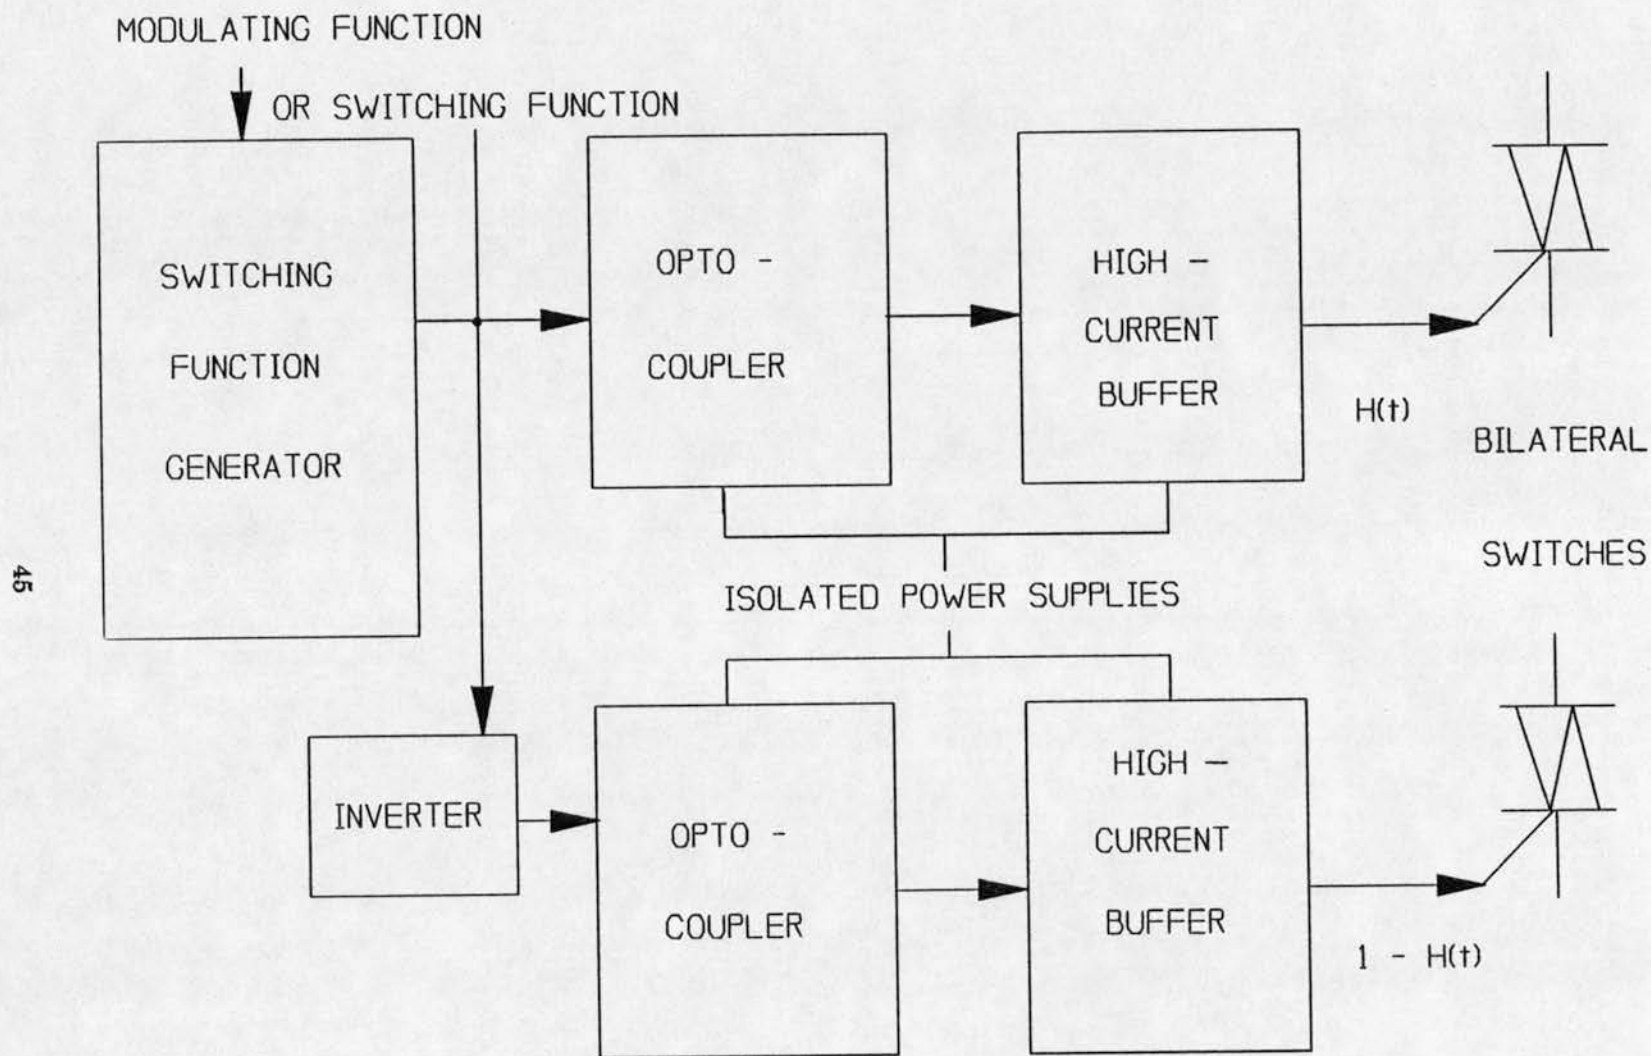 MODULATING FUNCTION
OR SWITCHING FUNCTION
SWITCHING
FUNCTION
GENERATOR
OPTO -
COUPLER
HIGH -
CURRENT
BUFFER
H(t)
BILATERAL
SWITCHES
ISOLATED POWER SUPPLIES
INVERTER
OPTO -
COUPLER
HIGH -
CURRENT
BUFFER
1 - H(t)
45